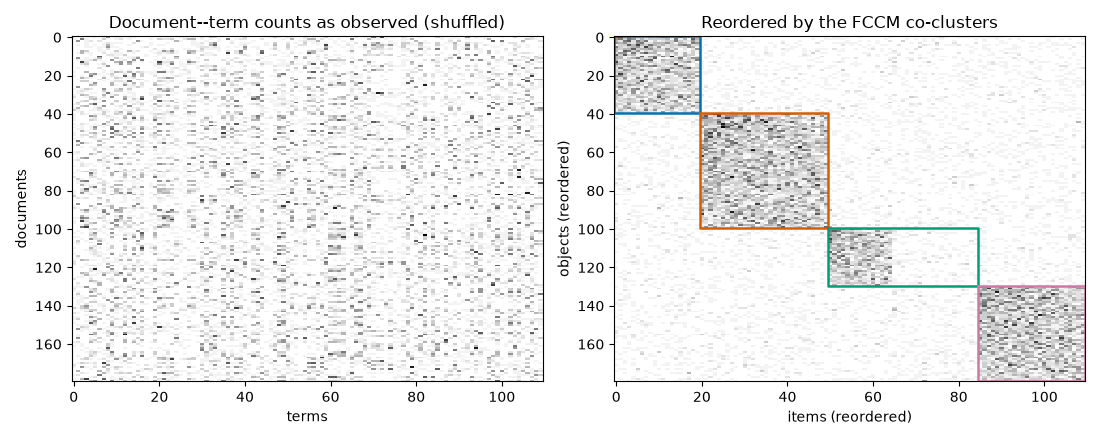 Document--term counts as observed (shuffled)
documents
0
20
40
60
80
100
120
140
160
0 20 40 60 80 100
terms
Reordered by the FCCM co-clusters
objects (reordered)
0
20
40
60
80
100
120
140
160
0 20 40 60 80 100
items (reordered)